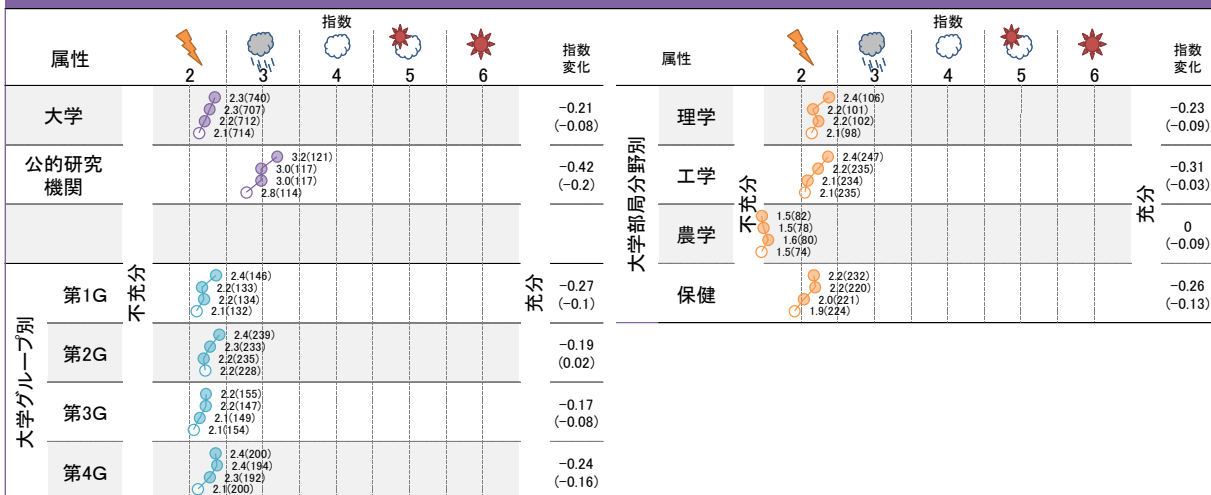 属性
指数
2 3 4 5 6
指数
変化
大学
2.3(740)
2.3(707)
2.2(712)
2.1(714)
-0.21
(-0.08)
公的研究
機関
3.2(121)
3.0(117)
3.0(117)
2.8(114)
-0.42
(-0.2)
不充分
充分
大学グループ別
第1G
2.4(146)
2.2(133)
2.2(134)
2.1(132)
-0.27
(-0.1)
第2G
2.4(239)
2.3(233)
2.2(235)
2.2(228)
-0.19
(0.02)
第3G
2.2(155)
2.2(147)
2.1(149)
2.1(154)
-0.17
(-0.08)
第4G
2.4(200)
2.4(194)
2.3(192)
2.1(200)
-0.24
(-0.16)
属性
指数
2 3 4 5 6
指数
変化
大学部局分野別
不充分
充分
理学
2.4(106)
2.2(101)
2.2(102)
2.1(98)
-0.23
(-0.09)
工学
2.4(247)
2.2(235)
2.1(234)
2.1(235)
-0.31
(-0.03)
農学
1.5(82)
1.5(78)
1.6(80)
1.5(74)
0
(-0.09)
保健
2.2(232)
2.2(220)
2.0(221)
1.9(224)
-0.26
(-0.13)